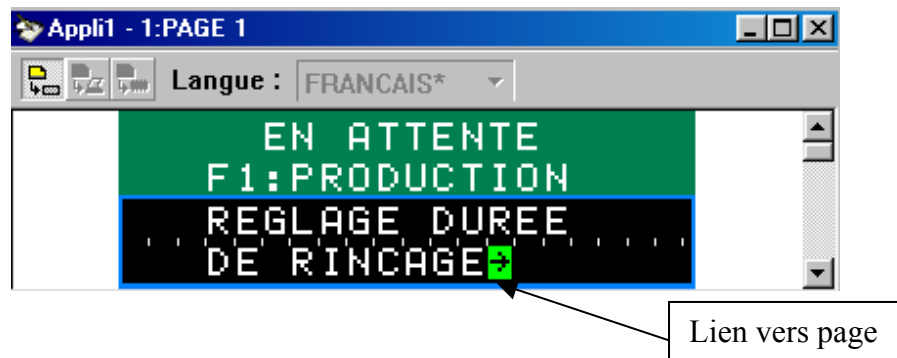 Appli1 - 1:PAGE 1
Langue : FRANCAIS*
EN ATTENTE
F1:PRODUCTION
REGLAGE DUREE
DE RINCAGE→
Lien vers page